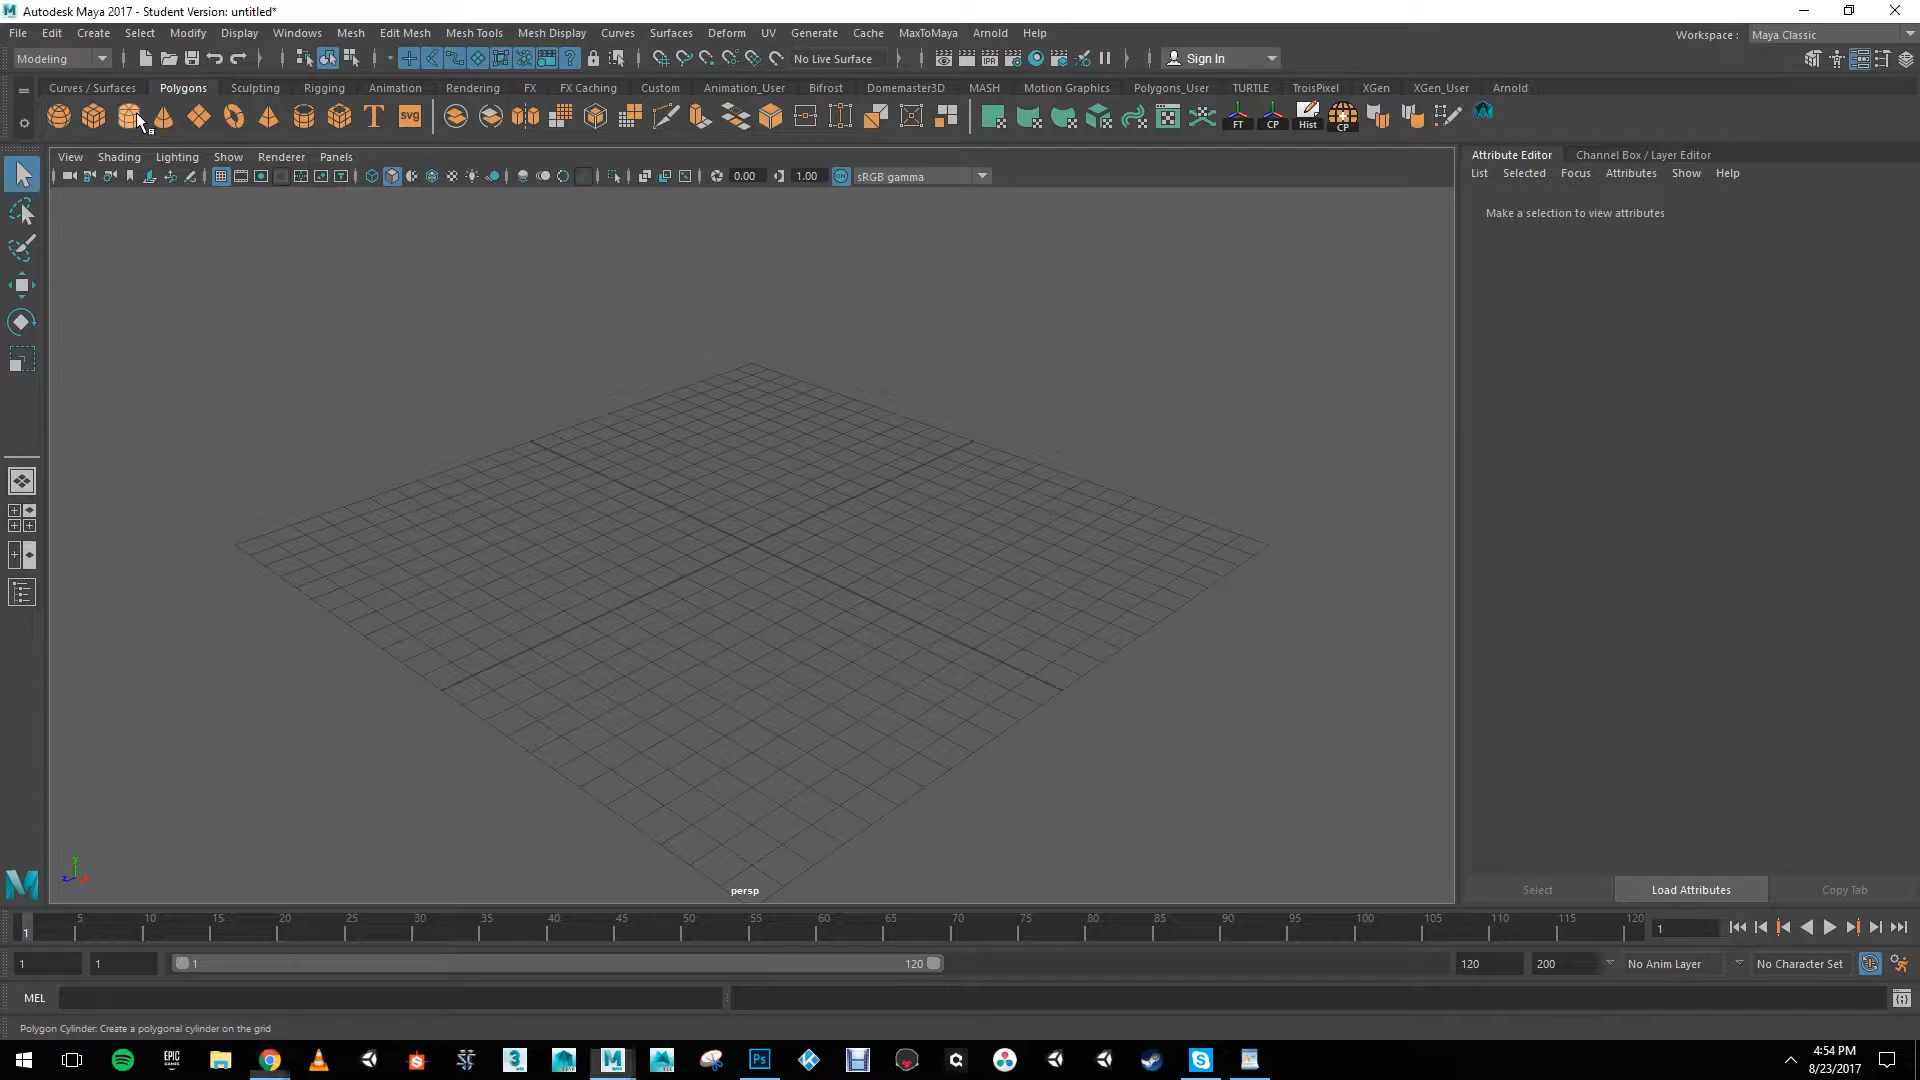 Autodesk Maya 2017 - Student Version: untitled*
File Edit Create Select Modify Display Windows Mesh Edit Mesh Mesh Tools Mesh Display Curves Surfaces Deform UV Generate Cache MaxToMaya Arnold Help
Workspace : Maya Classic
Modeling No Live Surface IPR Sign In
Curves / Surfaces Polygons Sculpting Rigging Animation Rendering FX FX Caching Custom Animation_User Bifrost Domemaster3D MASH Motion Graphics Polygons_User TURTLE TroisPixel XGen XGen_User Arnold
T SVG FT CP Hist CP
View Shading Lighting Show Renderer Panels
0.00 1.00 ON sRGB gamma
Attribute Editor Channel Box / Layer Editor
List Selected Focus Attributes Show Help
Make a selection to view attributes
y
z
persp
Select Load Attributes Copy Tab
5 10 15 20 25 30 35 40 45 50 55 60 65 70 75 80 85 90 95 100 105 110 115 120
1 1
1 1 1 120 120 200 No Anim Layer No Character Set
MEL
Polygon Cylinder: Create a polygonal cylinder on the grid
EPIC GAMES 3 Ps
4:54 PM
8/23/2017